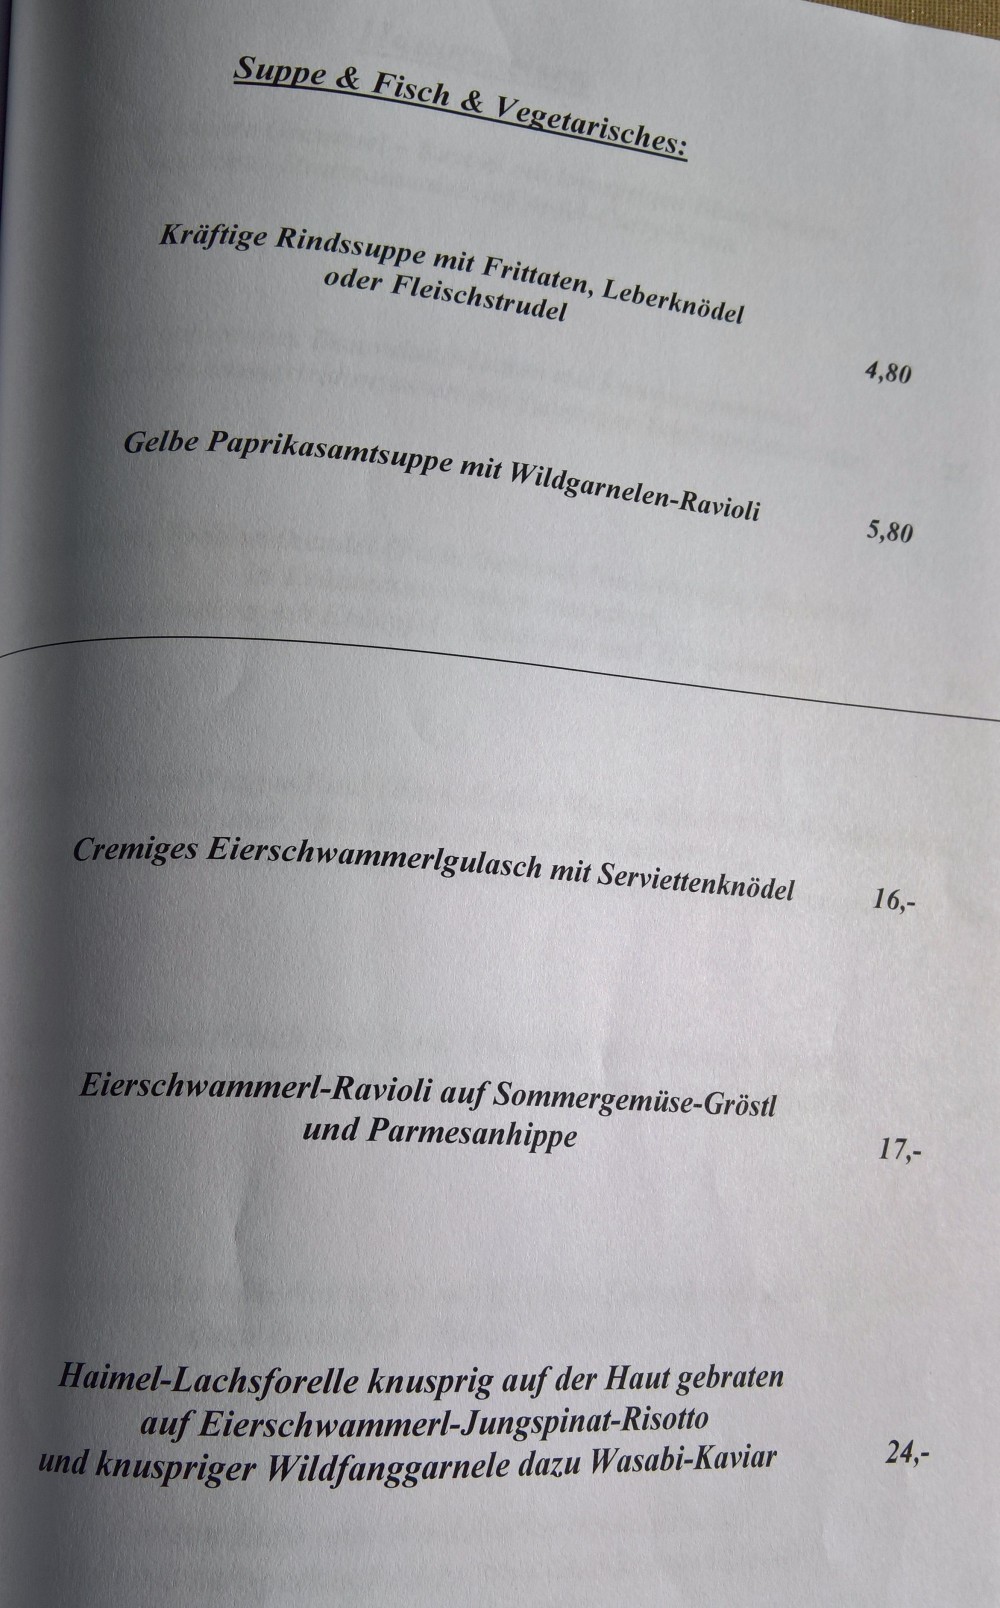 Suppe & Fisch & Vegetarisches:
Kräftige Rindssuppe mit Frittaten, Leberknödel
oder Fleischstrudel
4,80
Gelbe Paprikasamtsuppe mit Wildgarnelen-Ravioli
5,80
Cremiges Eierschwammerlgulasch mit Serviettenknödel 16,-
Eierschwammerl-Ravioli auf Sommergemüse-Gröstl
und Parmesanhippe
17,-
Haimel-Lachsforelle knusprig auf der Haut gebraten
auf Eierschwammerl-Jungspinat-Risotto
und knuspriger Wildfanggarnele dazu Wasabi-Kaviar 24,-